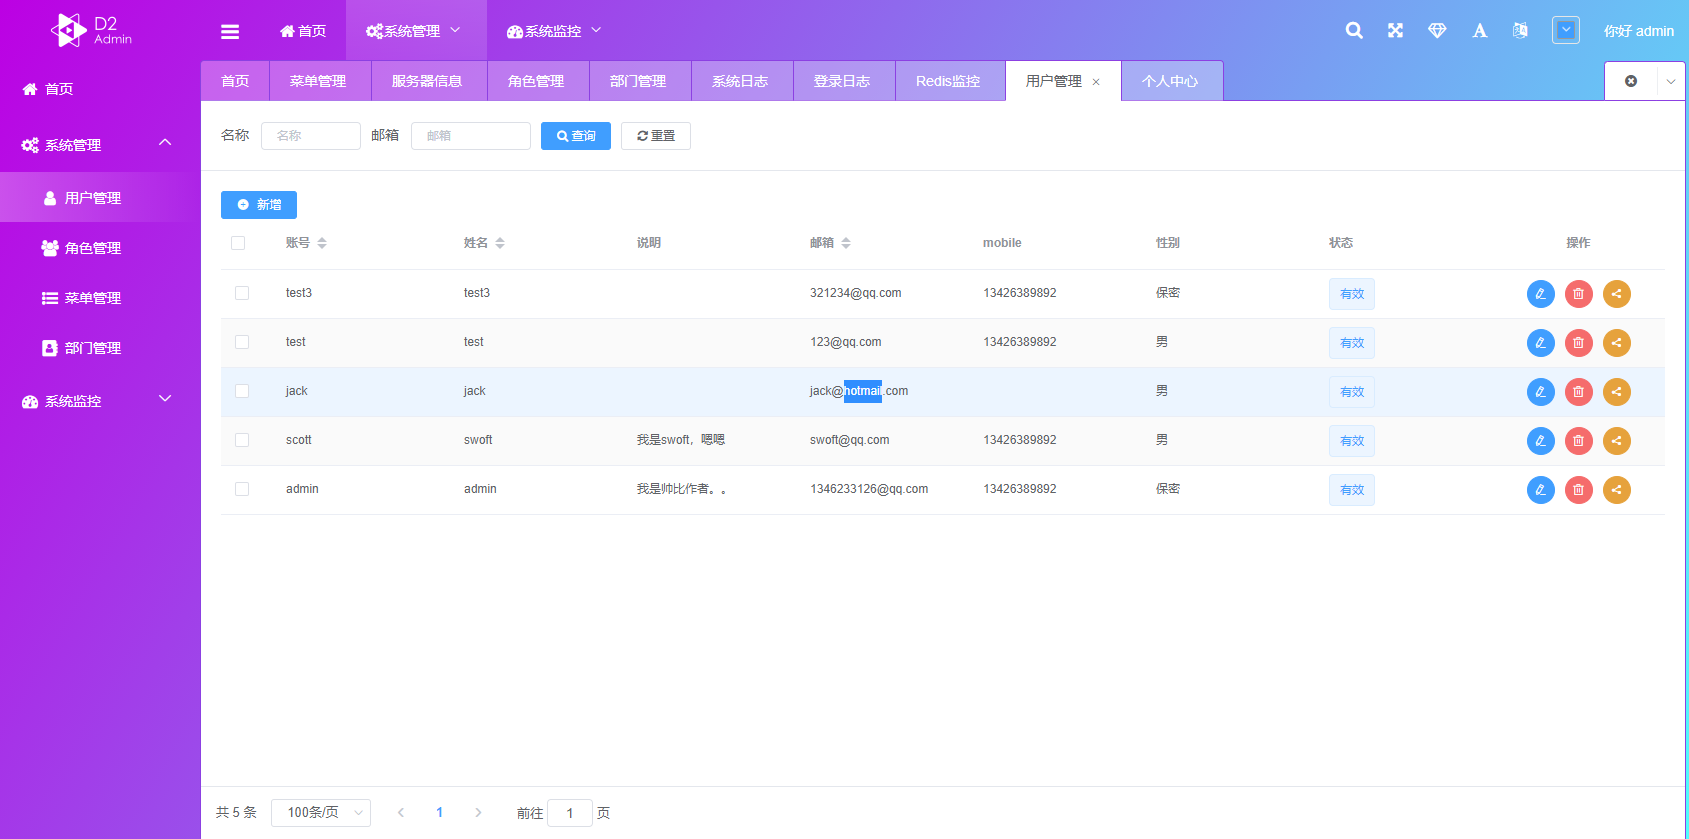 D2
Admin
首页
系统管理
系统监控
A
你好 admin
首页
系统管理
用户管理
角色管理
菜单管理
部门管理
系统监控
首页 菜单管理 服务器信息 角色管理 部门管理 系统日志 登录日志 Redis监控 用户管理 × 个人中心
名称 名称 邮箱 邮箱 查询 重置
新增
账号 姓名 说明 邮箱 mobile 性别 状态 操作
test3 test3 321234@qq.com 13426389892 保密 有效
test test 123@qq.com 13426389892 男 有效
jack jack jack@hotmail.com 男 有效
scott swoft 我是swoft，嗯嗯 swoft@qq.com 13426389892 男 有效
admin admin 我是帅比作者。。 1346233126@qq.com 13426389892 保密 有效
共 5 条 100条/页 1 前往 1 页